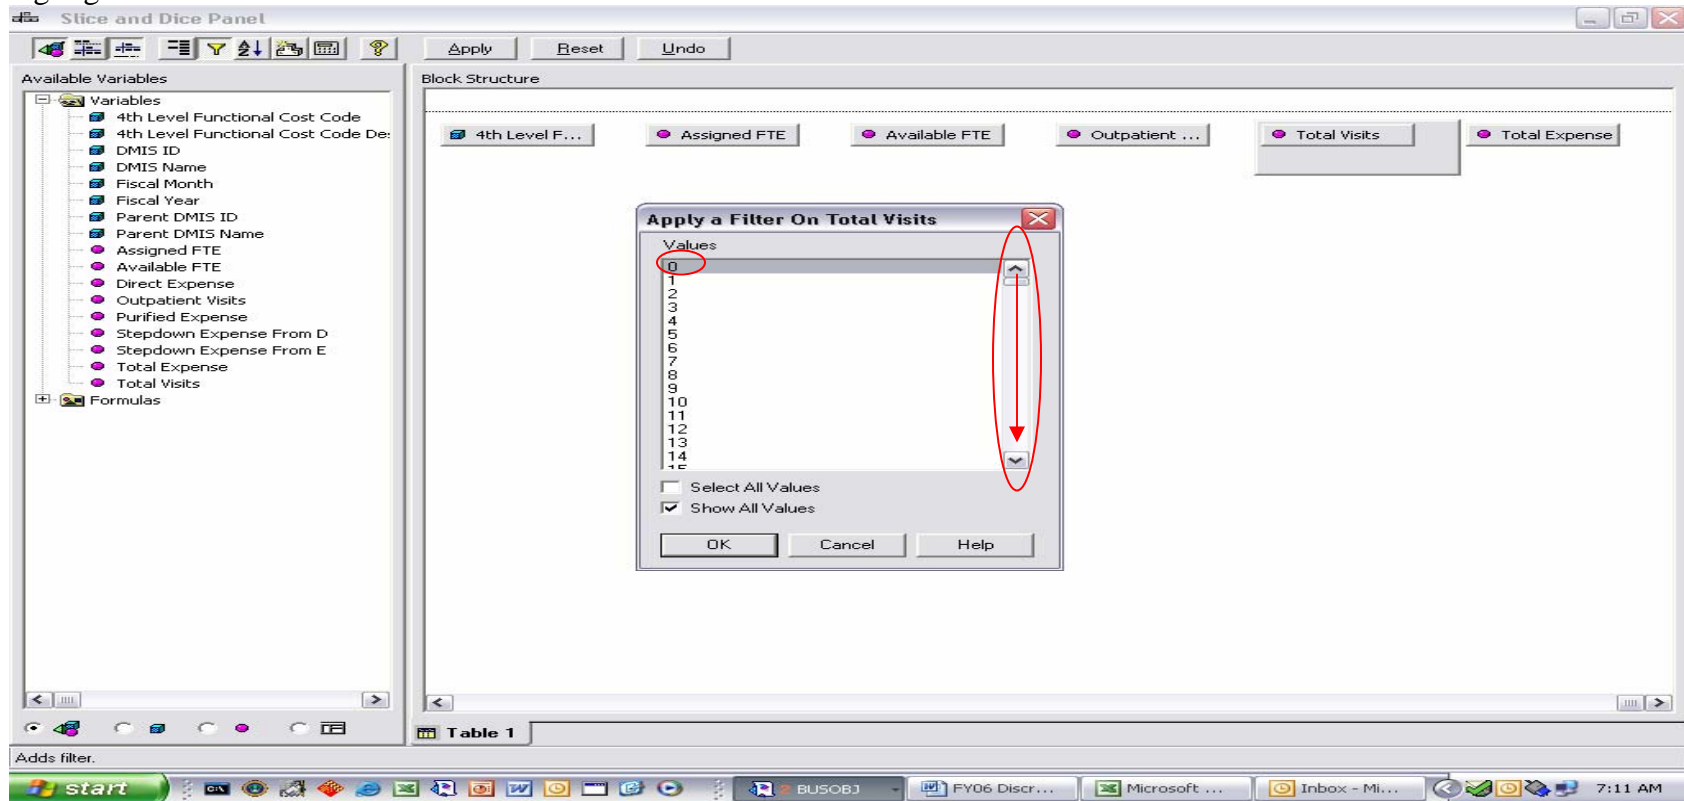 Slice and Dice Panel
Apply Reset Undo
Available Variables
Block Structure
Variables
4th Level Functional Cost Code
4th Level Functional Cost Code De
DMIS ID
DMIS Name
Fiscal Month
Fiscal Year
Parent DMIS ID
Parent DMIS Name
Assigned FTE
Available FTE
Direct Expense
Outpatient Visits
Purified Expense
Stepdown Expense From D
Stepdown Expense From E
Total Expense
Total Visits
Formulas
4th Level F... Assigned FTE Available FTE Outpatient ... Total Visits Total Expense
Apply a Filter On Total Visits
Values
0
1
2
3
4
5
6
7
8
9
10
11
12
13
14
15
Select All Values
Show All Values
OK Cancel Help
Table 1
Adds filter.
start 2 BUSOBJ FY06 Discr... Microsoft ... Inbox - Mi... 7:11 AM